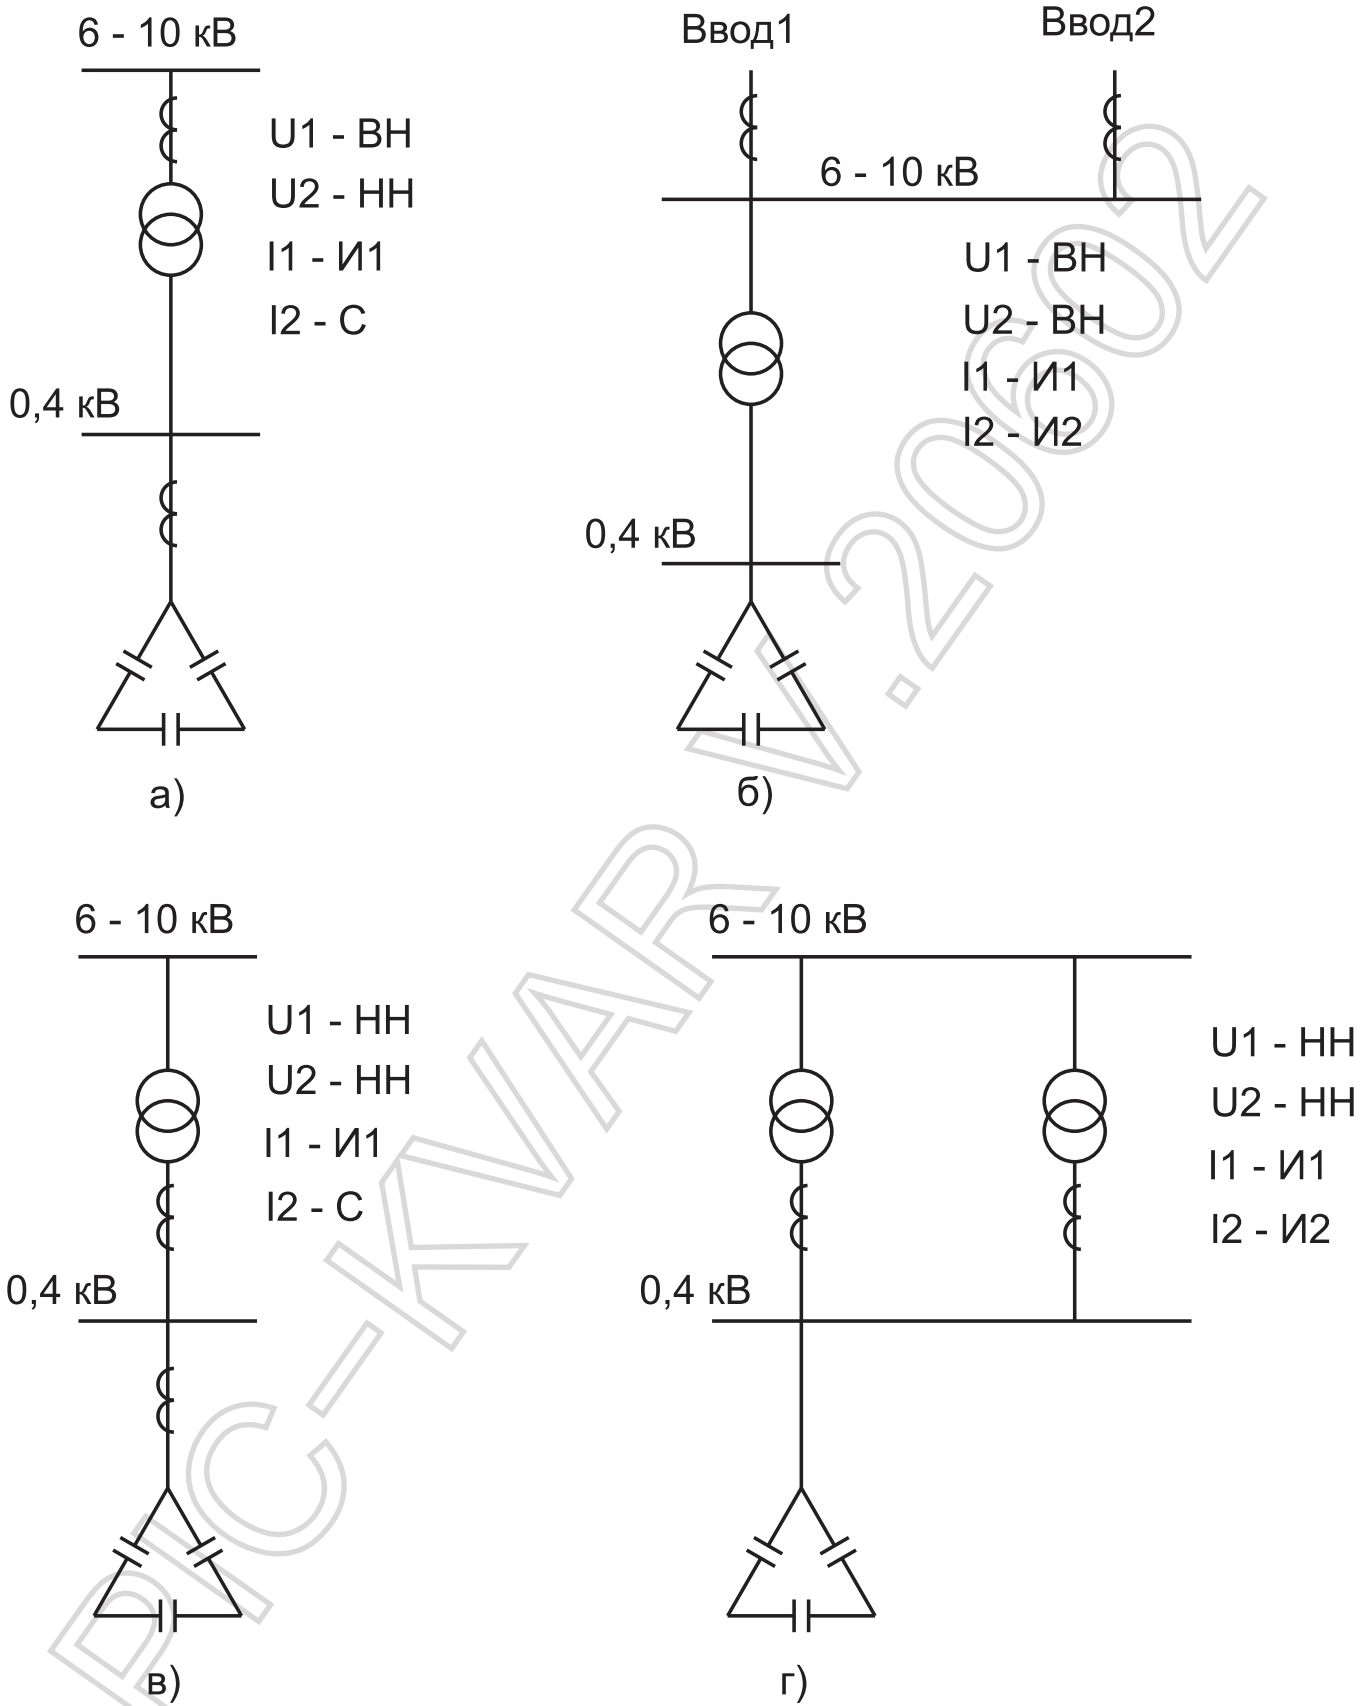 6 - 10 кВ
U1 - ВН
U2 - НН
I1 - И1
I2 - С
0,4 кВ
а)
Ввод1
Ввод2
6 - 10 кВ
U1 - ВН
U2 - ВН
I1 - И1
I2 - И2
0,4 кВ
б)
6 - 10 кВ
U1 - НН
U2 - НН
I1 - И1
I2 - С
0,4 кВ
в)
6 - 10 кВ
U1 - НН
U2 - НН
I1 - И1
I2 - И2
0,4 кВ
г)
PIC-KVAR V.20602